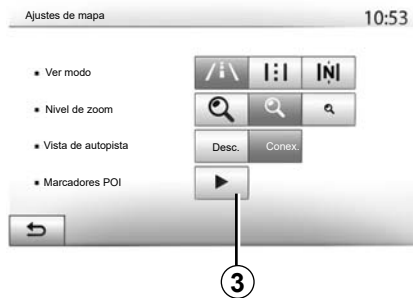 Ajustes de mapa 10:53
Ver modo N
Nivel de zoom
Vista de autopista Desc. Conex.
Marcadores POI
3